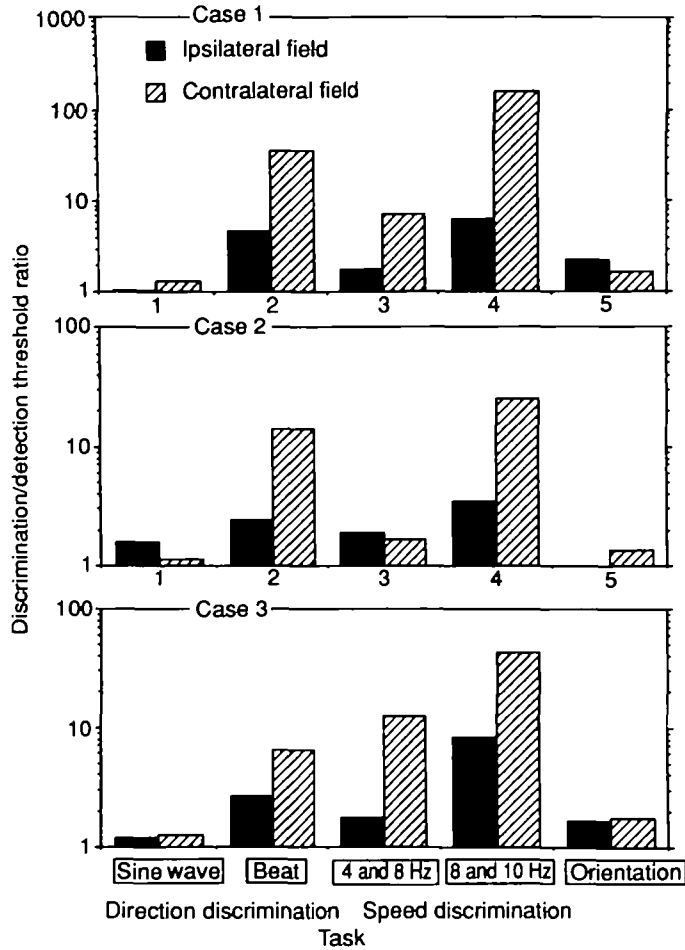 Case 1
1000
Ipsilateral field
Contralateral field
100
10
1
1 2 3 4 5
Case 2
100
10
1
1 2 3 4 5
Case 3
100
10
1
Sine wave Beat 4 and 8 Hz 8 and 10 Hz Orientation
Direction discrimination Speed discrimination
Task
Discrimination/detection threshold ratio